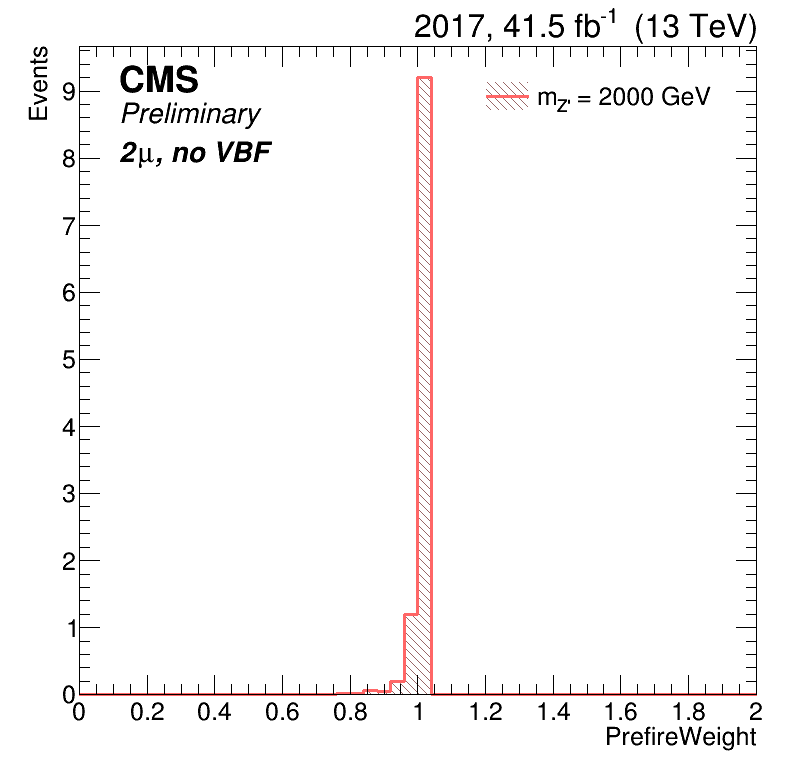 2017, 41.5 fb-1 (13 TeV)
Events
CMS
Preliminary
2μ, no VBF
mZ' = 2000 GeV
9
8
7
6
5
4
3
2
1
0
0 0.2 0.4 0.6 0.8 1 1.2 1.4 1.6 1.8 2
PrefireWeight